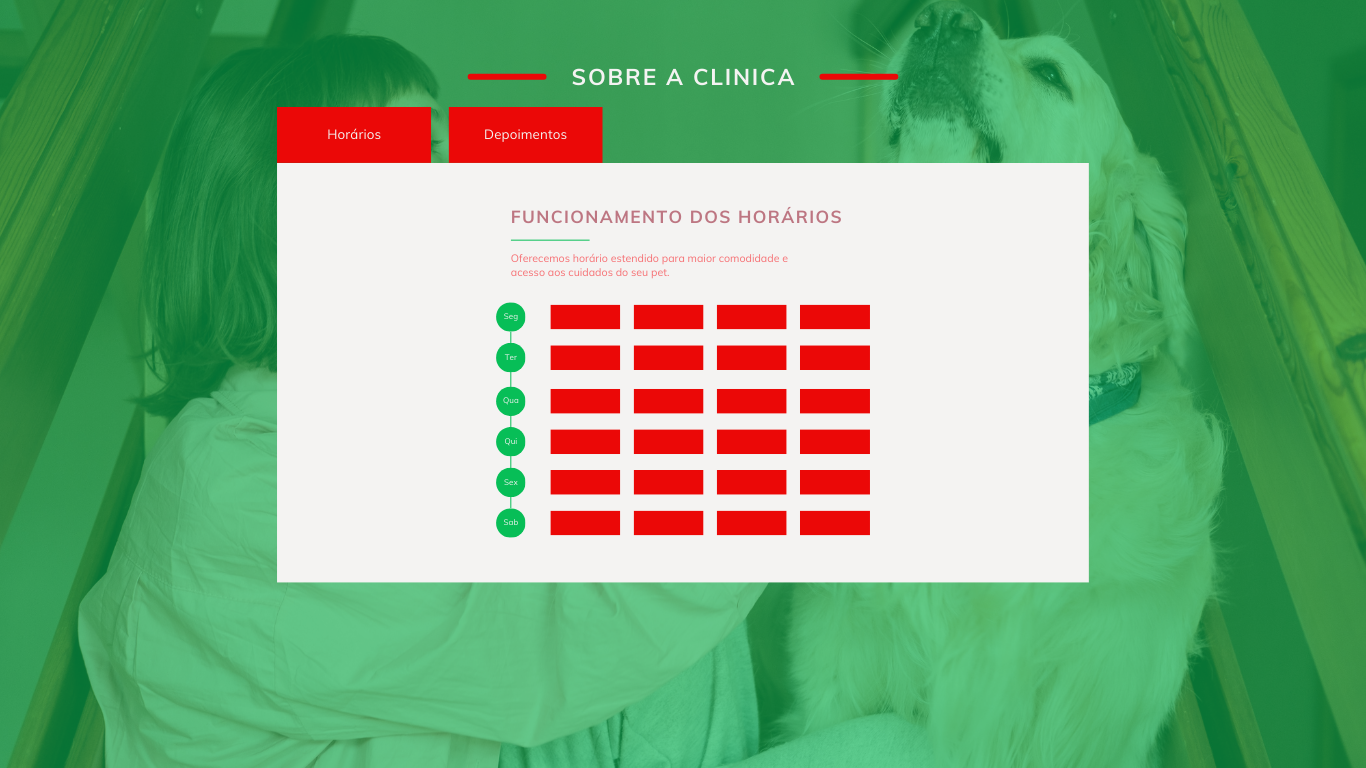 SOBRE A CLINICA
Horários
Depoimentos
FUNCIONAMENTO DOS HORÁRIOS
Oferecemos horário estendido para maior comodidade e
acesso aos cuidados do seu pet.
Seg
Ter
Qua
Qui
Sex
Sab